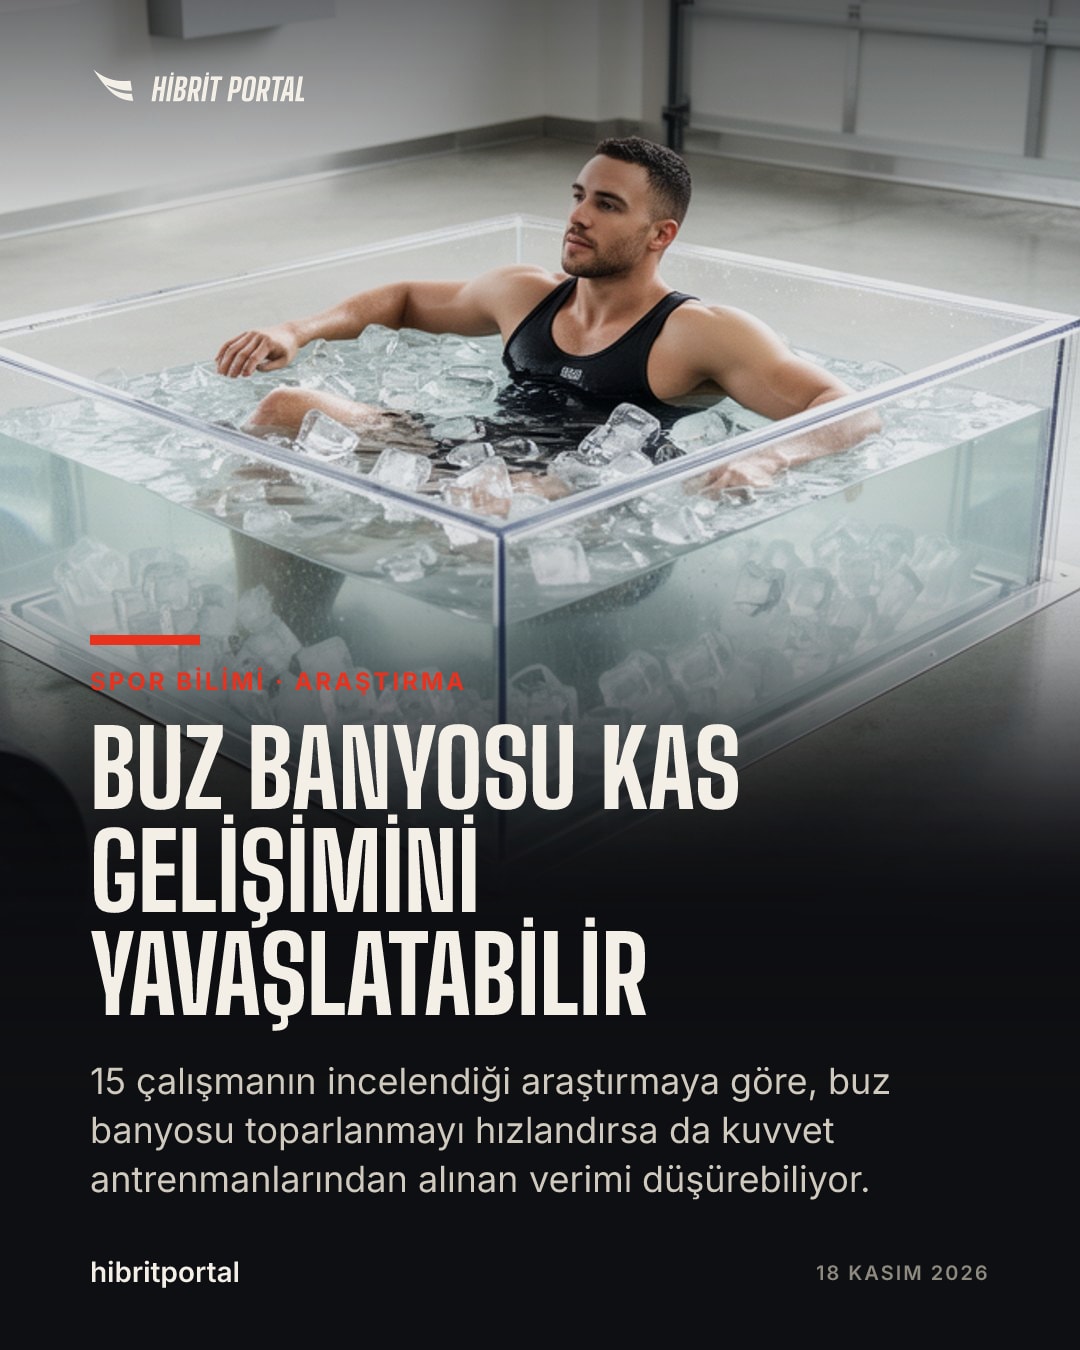 HİBRİT PORTAL
SPOR BİLİMİ · ARAŞTIRMA
BUZ BANYOSU KAS
GELİŞİMİNİ
YAVAŞLATABİLİR
15 çalışmanın incelendiği araştırmaya göre, buz
banyosu toparlanmayı hızlandırsa da kuvvet
antrenmanlarından alınan verimi düşürebiliyor.
hibritportal
18 KASIM 2026